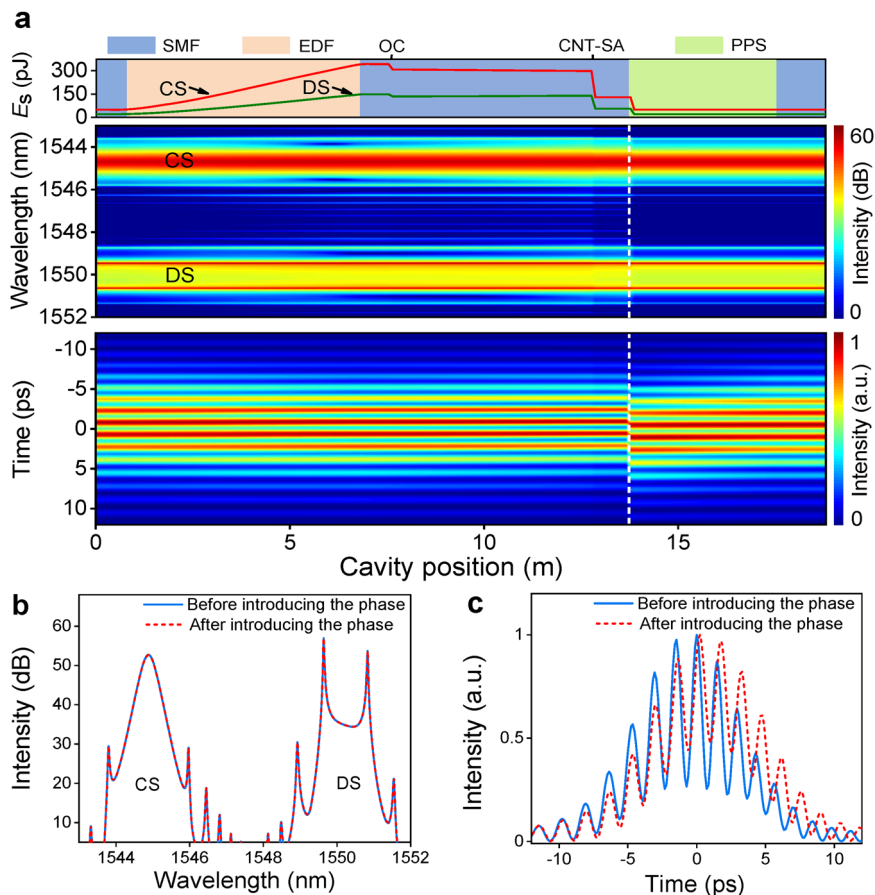 a
SMF EDF OC CNT-SA PPS
E_S (pJ)
300
150
0
CS DS
Wavelength (nm)
1544
1546
1548
1550
1552
CS
DS
60
0
Intensity (dB)
Time (ps)
-10
-5
0
5
10
1
0
Intensity (a.u.)
0 5 10 15
Cavity position (m)
b
Before introducing the phase
After introducing the phase
Intensity (dB)
60
50
40
30
20
10
CS DS
1544 1546 1548 1550 1552
Wavelength (nm)
c
Before introducing the phase
After introducing the phase
Intensity (a.u.)
1
0.5
0
-10 -5 0 5 10
Time (ps)